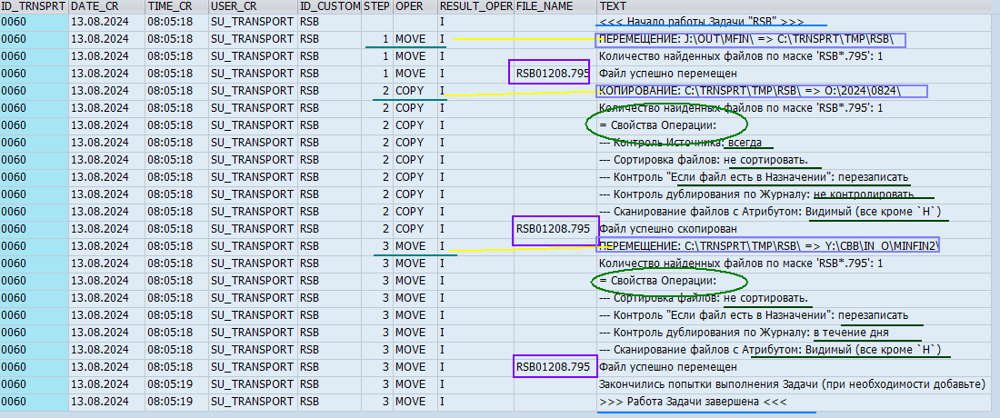 ID_TRNSPRT DATE_CR TIME_CR USER_CR ID_CUSTOM STEP OPER RESULT_OPER FILE_NAME TEXT
0060 13.08.2024 08:05:18 SU_TRANSPORT RSB I <<< Начало работы Задачи "RSB" >>>
0060 13.08.2024 08:05:18 SU_TRANSPORT RSB 1 MOVE I ПЕРЕМЕЩЕНИЕ: J:\OUT\MFIN\ => C:\TRNSPRT\TMP\RSB\
0060 13.08.2024 08:05:18 SU_TRANSPORT RSB 1 MOVE I Количество найденных файлов по маске 'RSB*.795': 1
0060 13.08.2024 08:05:18 SU_TRANSPORT RSB 1 MOVE I RSB01208.795 Файл успешно перемещен
0060 13.08.2024 08:05:18 SU_TRANSPORT RSB 2 COPY I КОПИРОВАНИЕ: C:\TRNSPRT\TMP\RSB\ => O:\2024\0824\
0060 13.08.2024 08:05:18 SU_TRANSPORT RSB 2 COPY I Количество найденных файлов по маске 'RSB*.795': 1
0060 13.08.2024 08:05:18 SU_TRANSPORT RSB 2 COPY I = Свойства Операции:
0060 13.08.2024 08:05:18 SU_TRANSPORT RSB 2 COPY I --- Контроль Источника: всегда
0060 13.08.2024 08:05:18 SU_TRANSPORT RSB 2 COPY I --- Сортировка файлов: не сортировать.
0060 13.08.2024 08:05:18 SU_TRANSPORT RSB 2 COPY I --- Контроль "Если файл есть в Назначении": перезаписать
0060 13.08.2024 08:05:18 SU_TRANSPORT RSB 2 COPY I --- Контроль дублирования по Журналу: не контролировать
0060 13.08.2024 08:05:18 SU_TRANSPORT RSB 2 COPY I --- Сканирование файлов с Атрибутом: Видимый (все кроме `H`)
0060 13.08.2024 08:05:18 SU_TRANSPORT RSB 2 COPY I RSB01208.795 Файл успешно скопирован
0060 13.08.2024 08:05:18 SU_TRANSPORT RSB 3 MOVE I ПЕРЕМЕЩЕНИЕ: C:\TRNSPRT\TMP\RSB\ => Y:\CBB\IN_O\MINFIN2\
0060 13.08.2024 08:05:18 SU_TRANSPORT RSB 3 MOVE I Количество найденных файлов по маске 'RSB*.795': 1
0060 13.08.2024 08:05:18 SU_TRANSPORT RSB 3 MOVE I = Свойства Операции:
0060 13.08.2024 08:05:18 SU_TRANSPORT RSB 3 MOVE I --- Сортировка файлов: не сортировать.
0060 13.08.2024 08:05:18 SU_TRANSPORT RSB 3 MOVE I --- Контроль "Если файл есть в Назначении": перезаписать
0060 13.08.2024 08:05:18 SU_TRANSPORT RSB 3 MOVE I --- Контроль дублирования по Журналу: в течение дня
0060 13.08.2024 08:05:18 SU_TRANSPORT RSB 3 MOVE I --- Сканирование файлов с Атрибутом: Видимый (все кроме `H`)
0060 13.08.2024 08:05:18 SU_TRANSPORT RSB 3 MOVE I RSB01208.795 Файл успешно перемещен
0060 13.08.2024 08:05:19 SU_TRANSPORT RSB 3 MOVE I Закончились попытки выполнения Задачи (при необходимости добавьте)
0060 13.08.2024 08:05:19 SU_TRANSPORT RSB 3 MOVE I >>> Работа Задачи завершена <<<